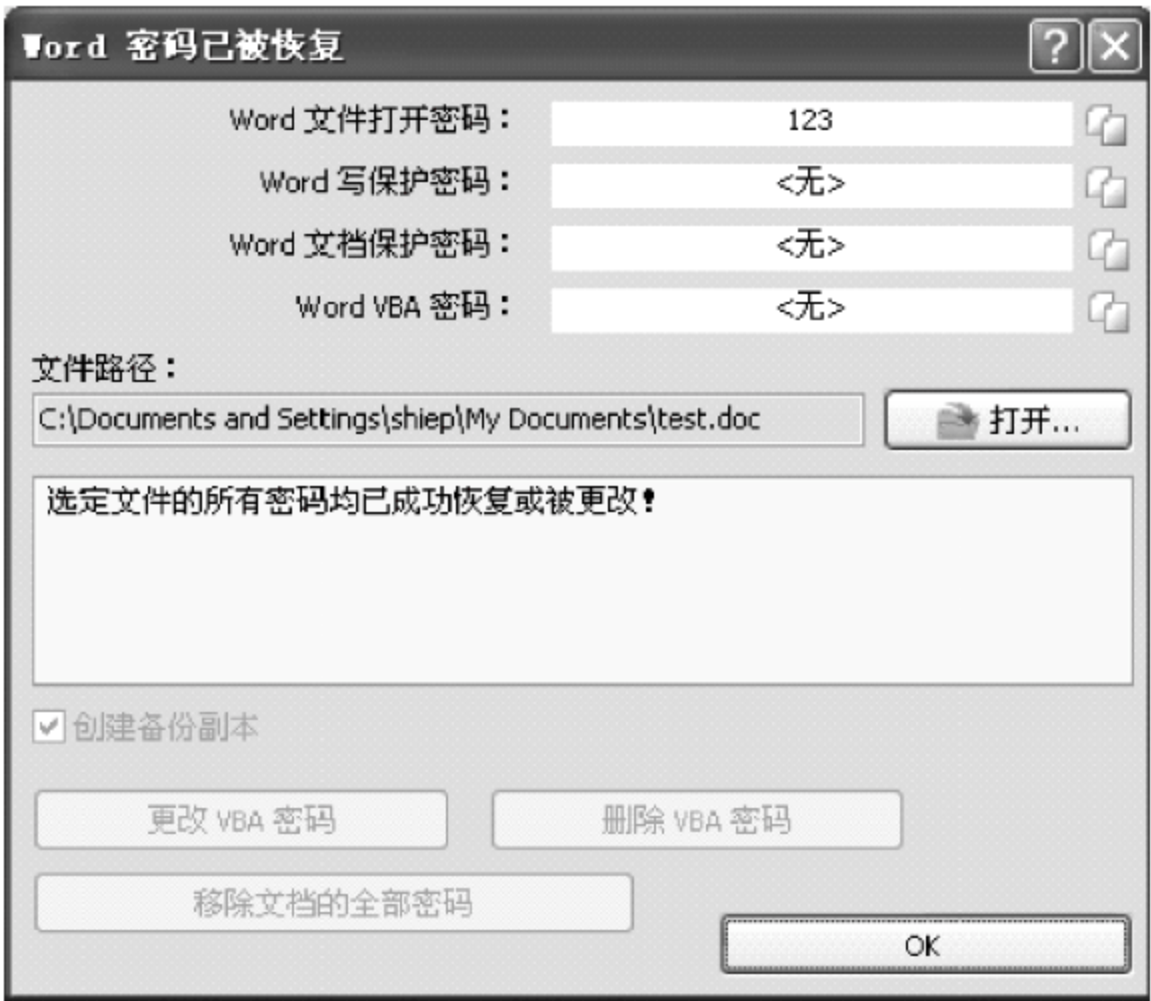 Word 密码已被恢复
Word 文件打开密码： 123
Word 写保护密码： <无>
Word 文档保护密码： <无>
Word VBA 密码： <无>
文件路径：
C:\Documents and Settings\shiep\My Documents\test.doc 打开...
选定文件的所有密码均已成功恢复或被更改！
创建备份副本
更改 VBA 密码 删除 VBA 密码
移除文档的全部密码
OK